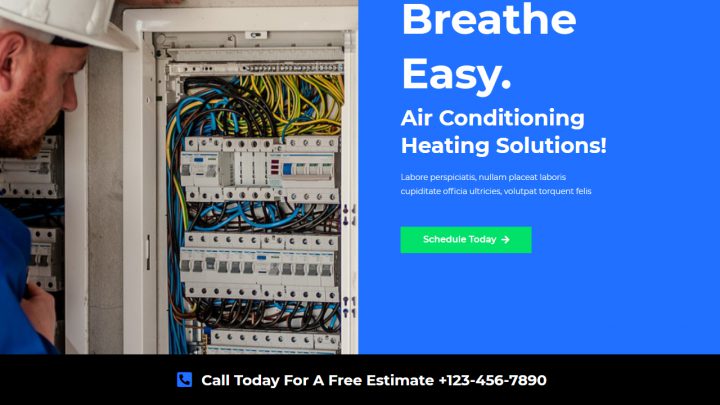 Breathe
Easy.
Air Conditioning
Heating Solutions!
Labore perspiciatis, nullam placeat laboris
cupiditate officia ultricies, volutpat torquent felis
Schedule Today
Call Today For A Free Estimate +123-456-7890